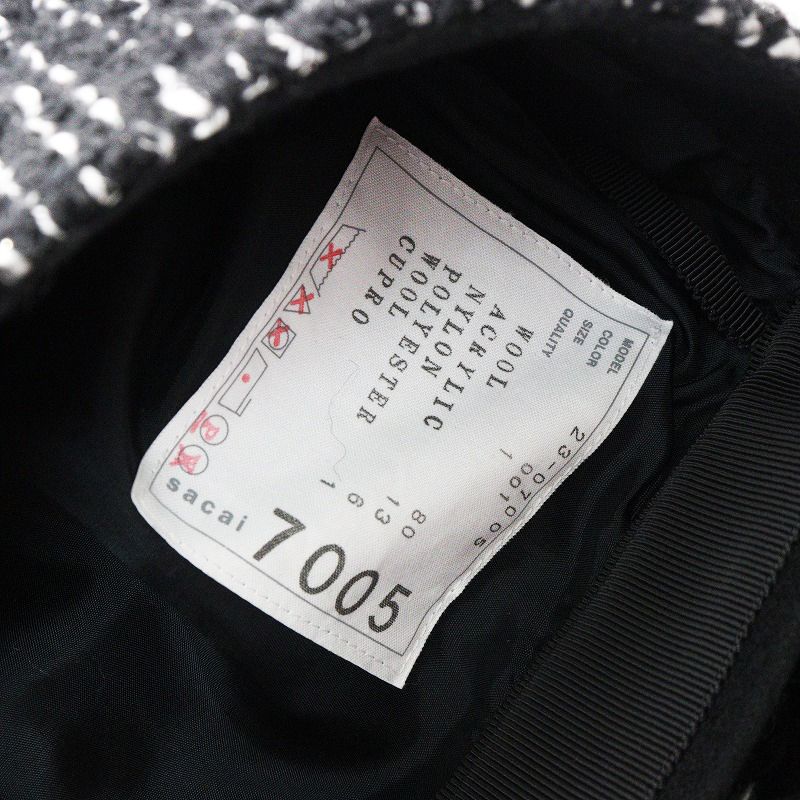 MODEL 23-07005
COLOR 001
SIZE 1
QUALITY
WOOL 80
ACRYLIC 13
NYLON 6
POLYESTER 1
WOOL
CUPRO
sacai
7005